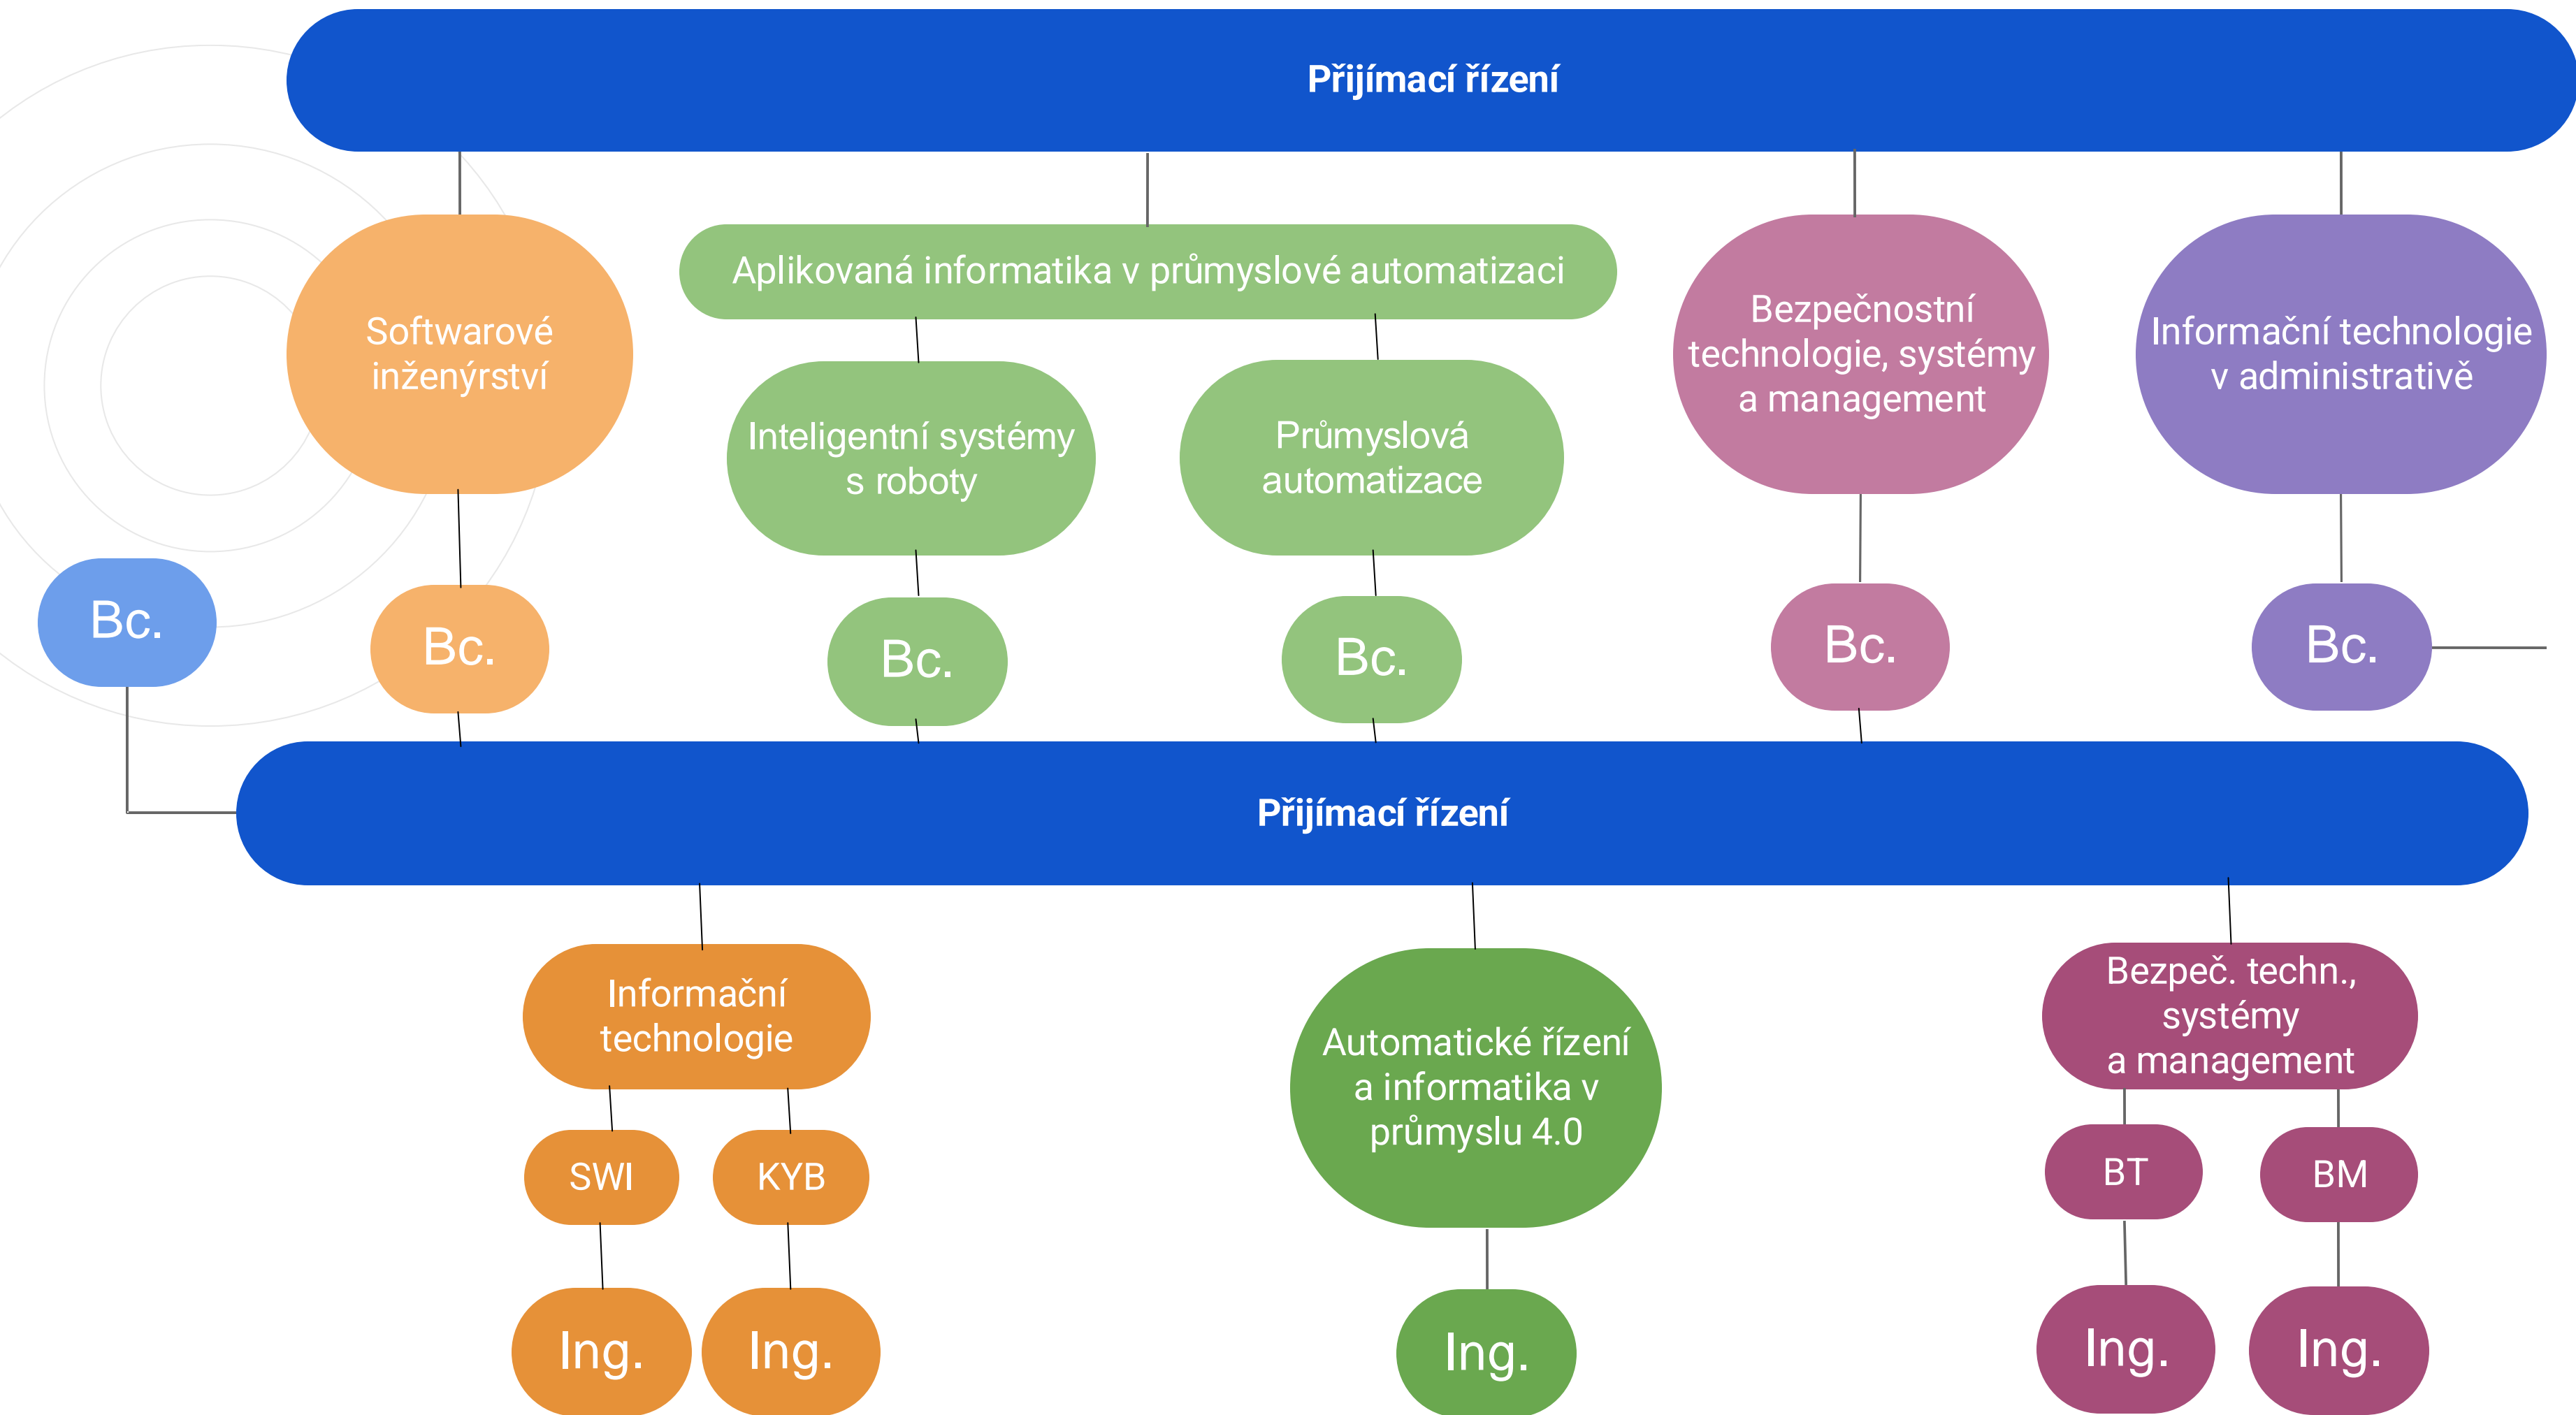 Přijímací řízení
Softwarové
inženýrství
Aplikovaná informatika v průmyslové automatizaci
Inteligentní systémy
s roboty
Průmyslová
automatizace
Bezpečnostní
technologie, systémy
a management
Informační technologie
v administrativě
Bc.
Bc.
Bc.
Bc.
Bc.
Bc.
Přijímací řízení
Informační
technologie
SWI
KYB
Ing.
Ing.
Automatické řízení
a informatika v
průmyslu 4.0
Ing.
Bezpeč. techn.,
systémy
a management
BT
BM
Ing.
Ing.